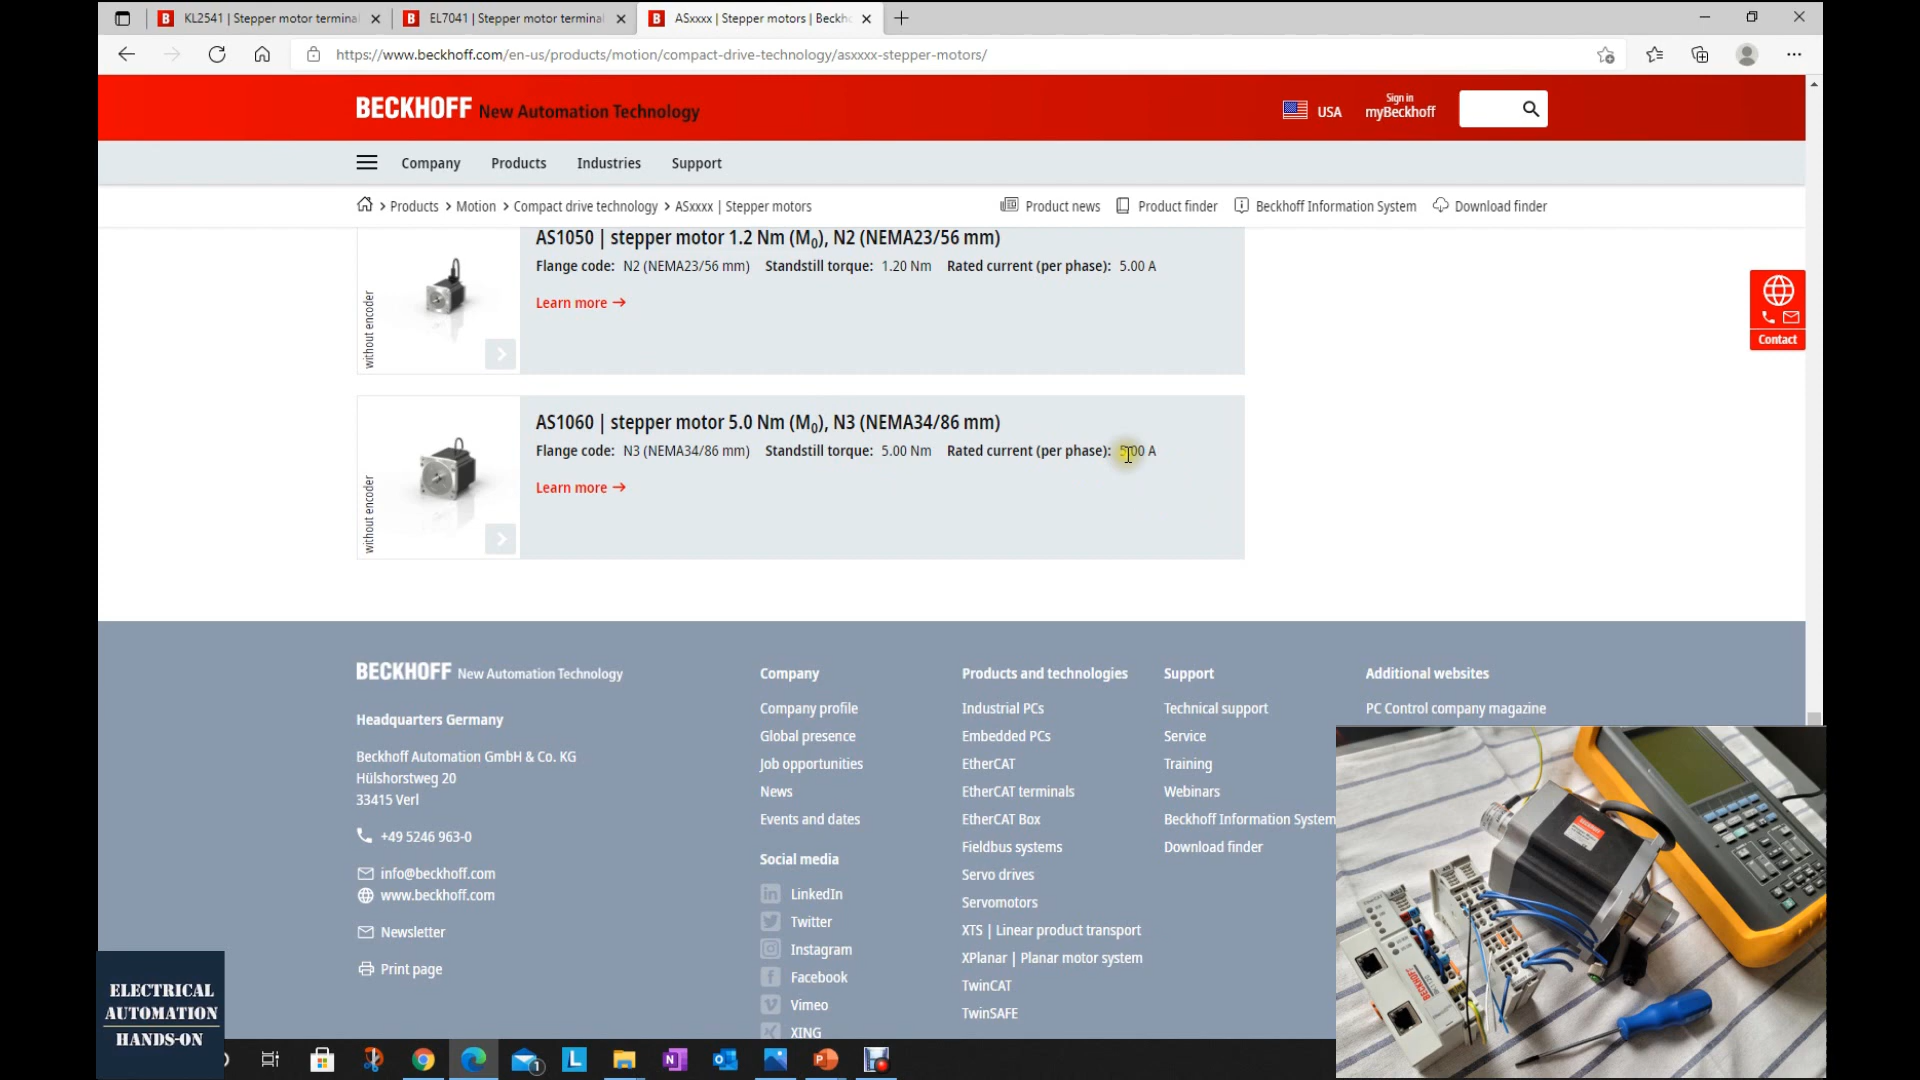 KL2541 | Stepper motor terminal
EL7041 | Stepper motor terminal
ASxxxx | Stepper motors | Beckho
https://www.beckhoff.com/en-us/products/motion/compact-drive-technology/asxxxx-stepper-motors/
BECKHOFF New Automation Technology
USA
Sign in
myBeckhoff
Company Products Industries Support
> Products > Motion > Compact drive technology > ASxxxx | Stepper motors
Product news Product finder Beckhoff Information System Download finder
AS1050 | stepper motor 1.2 Nm (M0), N2 (NEMA23/56 mm)
Flange code: N2 (NEMA23/56 mm) Standstill torque: 1.20 Nm Rated current (per phase): 5.00 A
Learn more →
without encoder
Contact
AS1060 | stepper motor 5.0 Nm (M0), N3 (NEMA34/86 mm)
Flange code: N3 (NEMA34/86 mm) Standstill torque: 5.00 Nm Rated current (per phase): 5.00 A
Learn more →
without encoder
BECKHOFF New Automation Technology
Headquarters Germany
Beckhoff Automation GmbH & Co. KG
Hülshorstweg 20
33415 Verl
+49 5246 963-0
info@beckhoff.com
www.beckhoff.com
Newsletter
Print page
Company
Company profile
Global presence
Job opportunities
News
Events and dates
Social media
LinkedIn
Twitter
Instagram
Facebook
Vimeo
XING
Products and technologies
Industrial PCs
Embedded PCs
EtherCAT
EtherCAT terminals
EtherCAT Box
Fieldbus systems
Servo drives
Servomotors
XTS | Linear product transport
XPlanar | Planar motor system
TwinCAT
TwinSAFE
Support
Technical support
Service
Training
Webinars
Beckhoff Information System
Download finder
Additional websites
PC Control company magazine
BECKHOFF
ELECTRICAL
AUTOMATION
HANDS-ON
1